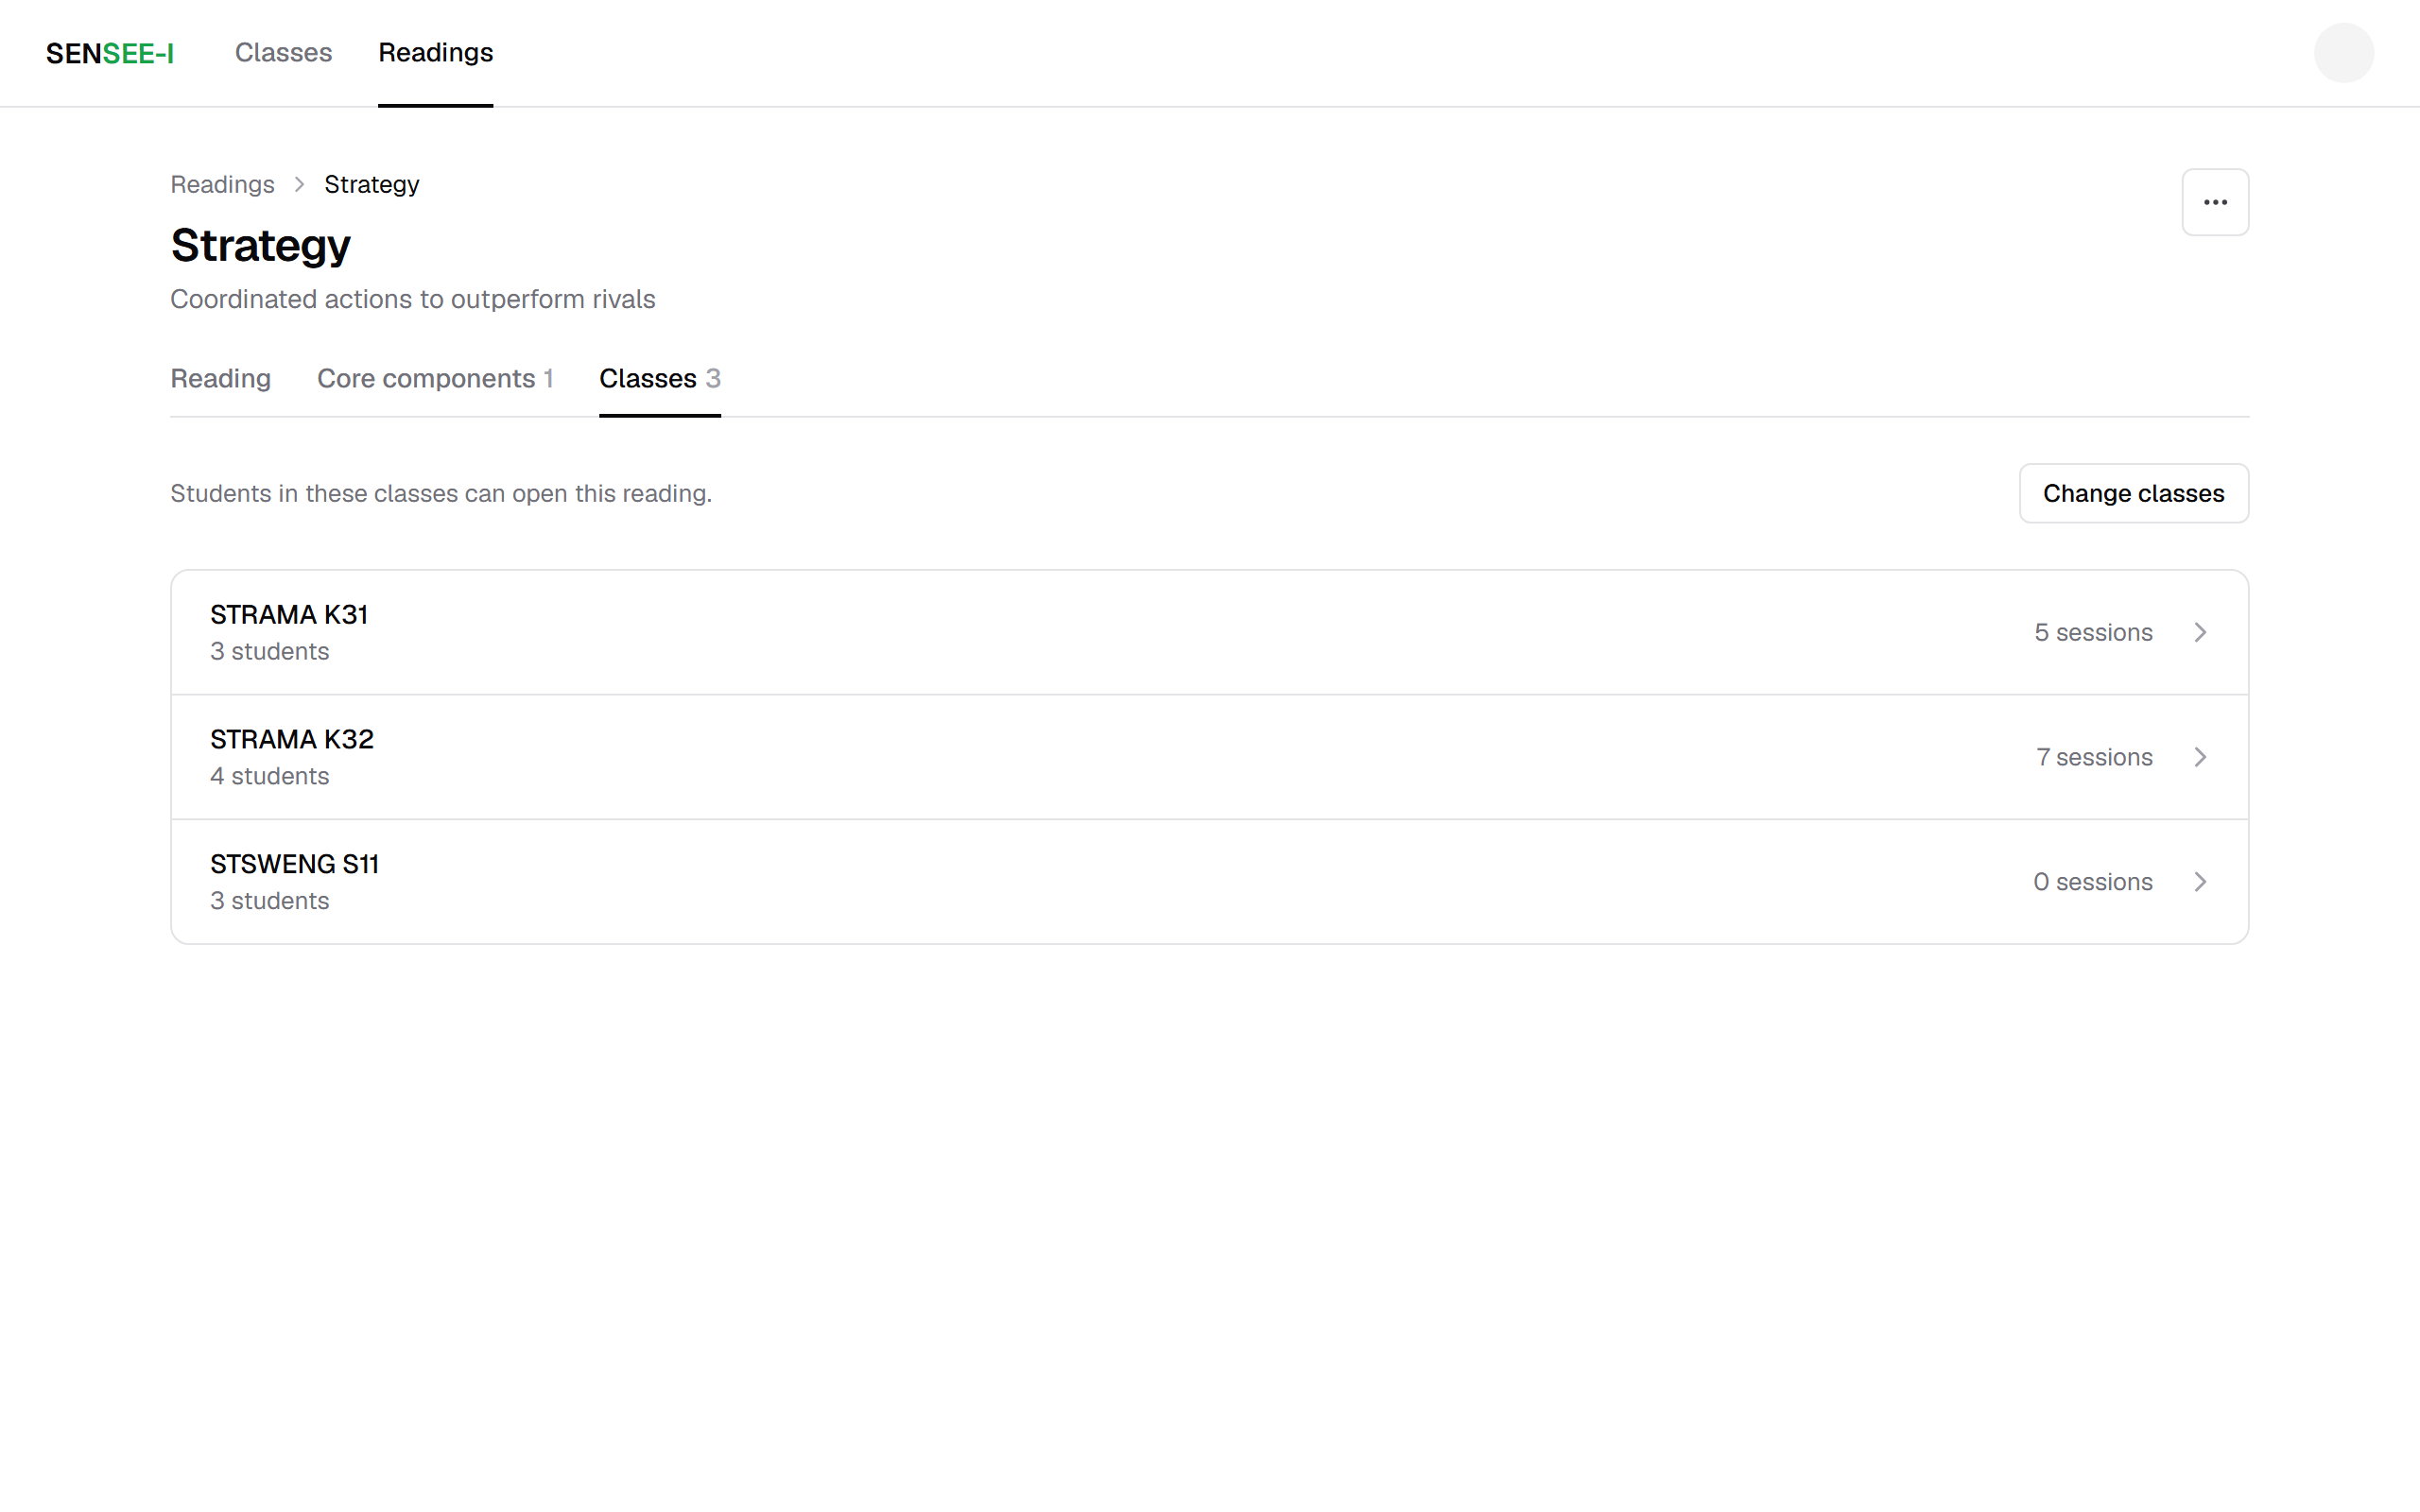 SENSEE-I Classes Readings
Readings Strategy
Strategy
Coordinated actions to outperform rivals
Reading Core components 1 Classes 3
Students in these classes can open this reading. Change classes
STRAMA K31
3 students
5 sessions
STRAMA K32
4 students
7 sessions
STSWENG S11
3 students
0 sessions